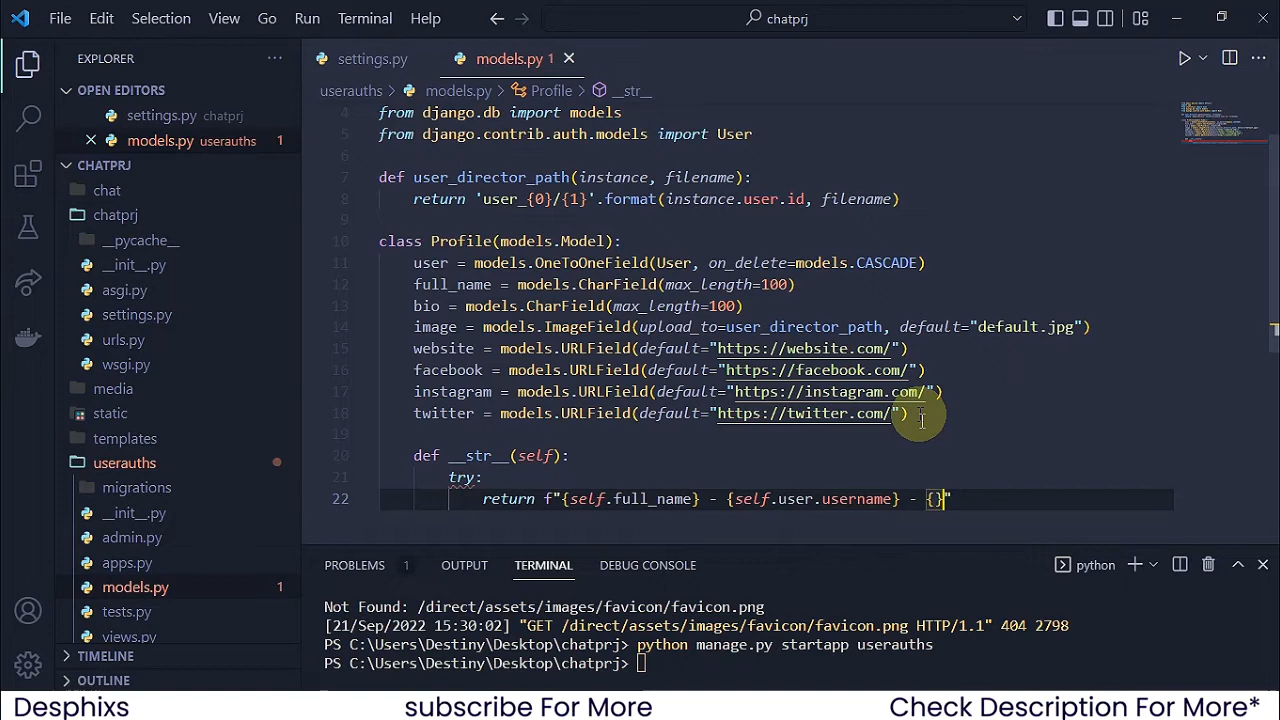 File Edit Selection View Go Run Terminal Help chatprj
EXPLORER
OPEN EDITORS
settings.py chatprj
models.py userauths 1
CHATPRJ
chat
chatprj
__pycache__
__init__.py
asgi.py
settings.py
urls.py
wsgi.py
media
static
templates
userauths
migrations
__init__.py
admin.py
apps.py
models.py 1
tests.py
views.py
TIMELINE
OUTLINE
settings.py models.py 1
userauths > models.py > Profile > __str__
4 from django.db import models
5 from django.contrib.auth.models import User
6
7 def user_director_path(instance, filename):
8 return 'user_{0}/{1}'.format(instance.user.id, filename)
9
10 class Profile(models.Model):
11 user = models.OneToOneField(User, on_delete=models.CASCADE)
12 full_name = models.CharField(max_length=100)
13 bio = models.CharField(max_length=100)
14 image = models.ImageField(upload_to=user_director_path, default="default.jpg")
15 website = models.URLField(default="https://website.com/")
16 facebook = models.URLField(default="https://facebook.com/")
17 instagram = models.URLField(default="https://instagram.com/")
18 twitter = models.URLField(default="https://twitter.com/")
19
20 def __str__(self):
21 try:
22 return f"{self.full_name} - {self.user.username} - {}"
PROBLEMS 1 OUTPUT TERMINAL DEBUG CONSOLE python
Not Found: /direct/assets/images/favicon/favicon.png
[21/Sep/2022 15:30:02] "GET /direct/assets/images/favicon/favicon.png HTTP/1.1" 404 2798
PS C:\Users\Destiny\Desktop\chatprj> python manage.py startapp userauths
PS C:\Users\Destiny\Desktop\chatprj>
Desphixs subscribe For More Check Description For More*